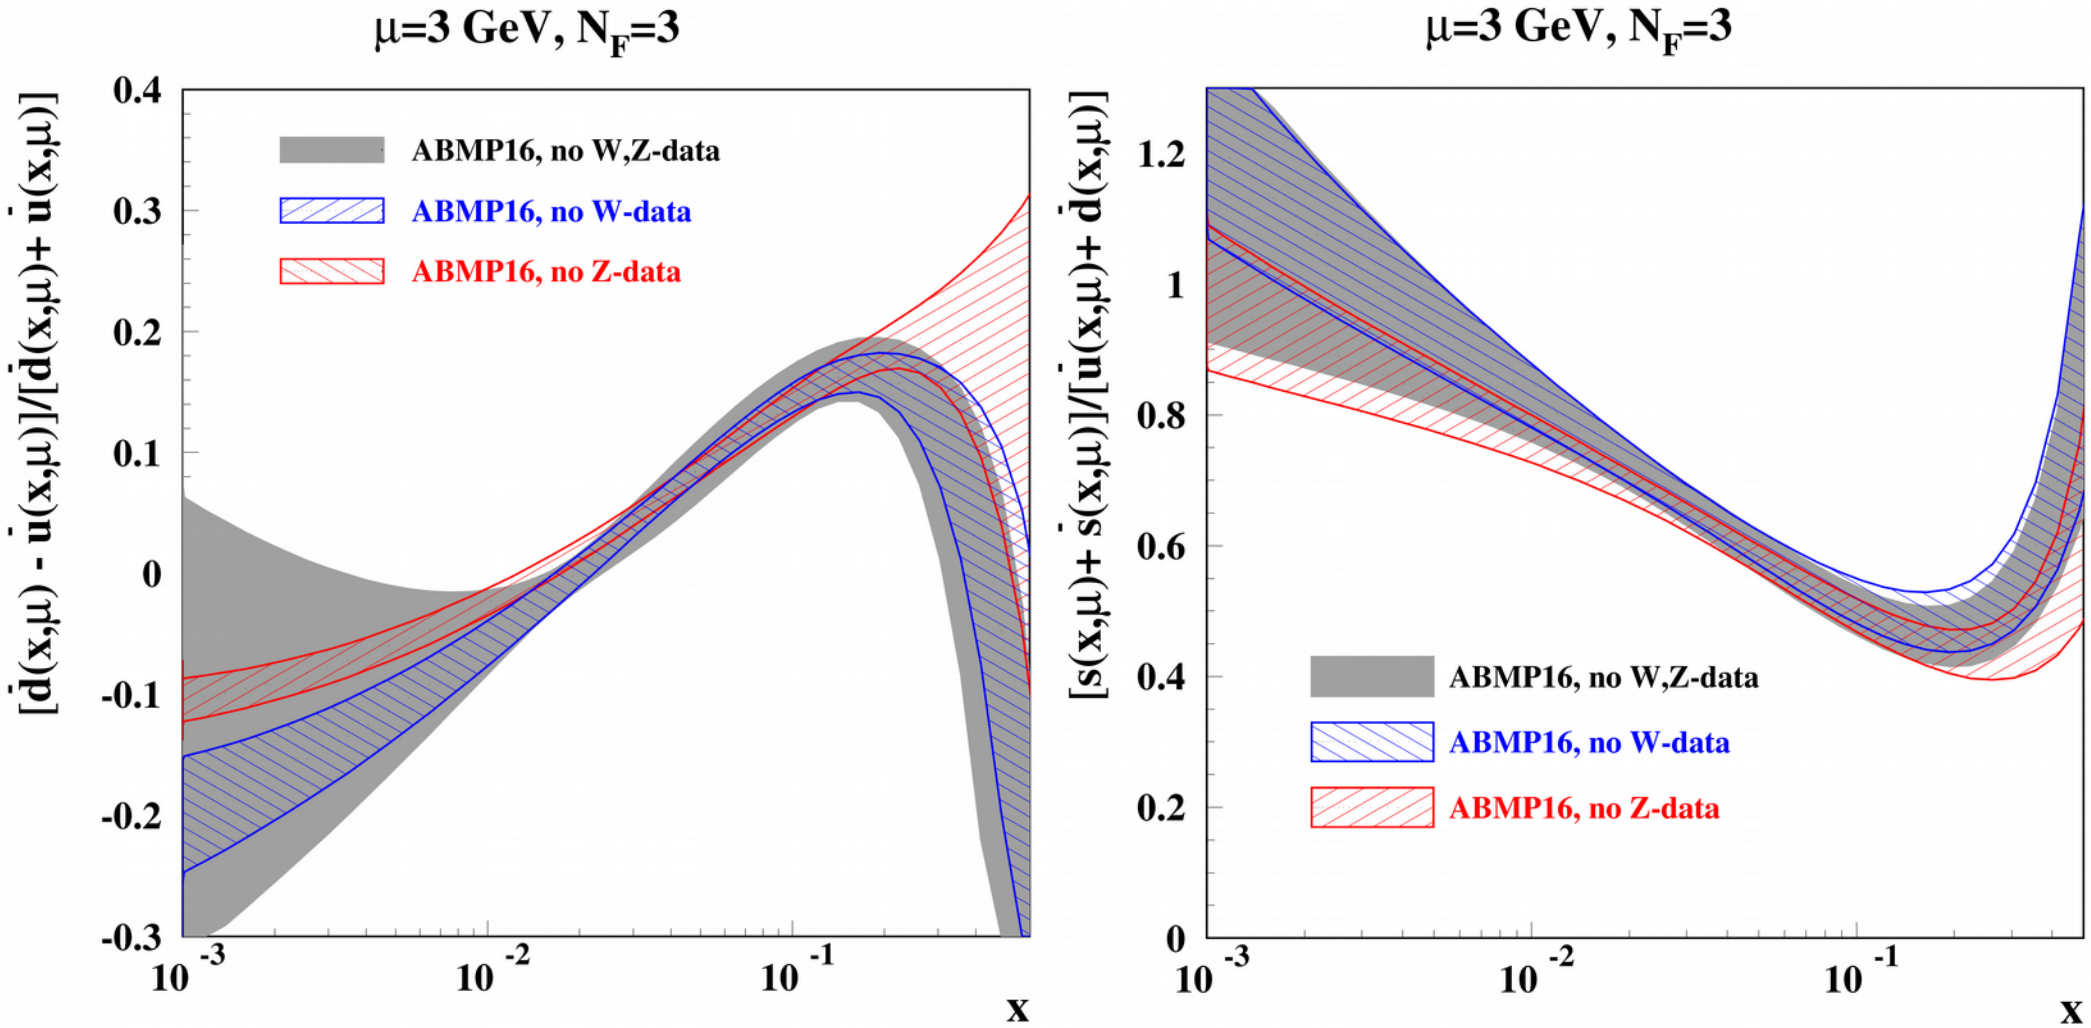 μ=3 GeV, N_F=3
[d̄(x,μ) - ū(x,μ)]/[d̄(x,μ)+ ū(x,μ)]
0.4
0.3
0.2
0.1
0
-0.1
-0.2
-0.3
ABMP16, no W,Z-data
ABMP16, no W-data
ABMP16, no Z-data
10^-3
10^-2
10^-1
x
μ=3 GeV, N_F=3
[s(x,μ)+ s̄(x,μ)]/[ū(x,μ)+ d̄(x,μ)]
1.2
1
0.8
0.6
0.4
0.2
0
ABMP16, no W,Z-data
ABMP16, no W-data
ABMP16, no Z-data
10^-3
10^-2
10^-1
x